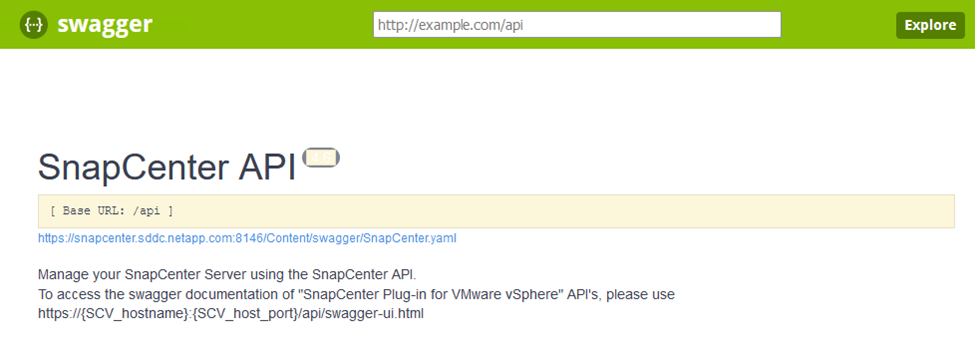 swagger
http://example.com/api
Explore
SnapCenter API
[ Base URL: /api ]
https://snapcenter.sddc.netapp.com:8146/Content/swagger/SnapCenter.yaml
Manage your SnapCenter Server using the SnapCenter API.
To access the swagger documentation of "SnapCenter Plug-in for VMware vSphere" API's, please use
https://{SCV_hostname}:{SCV_host_port}/api/swagger-ui.html